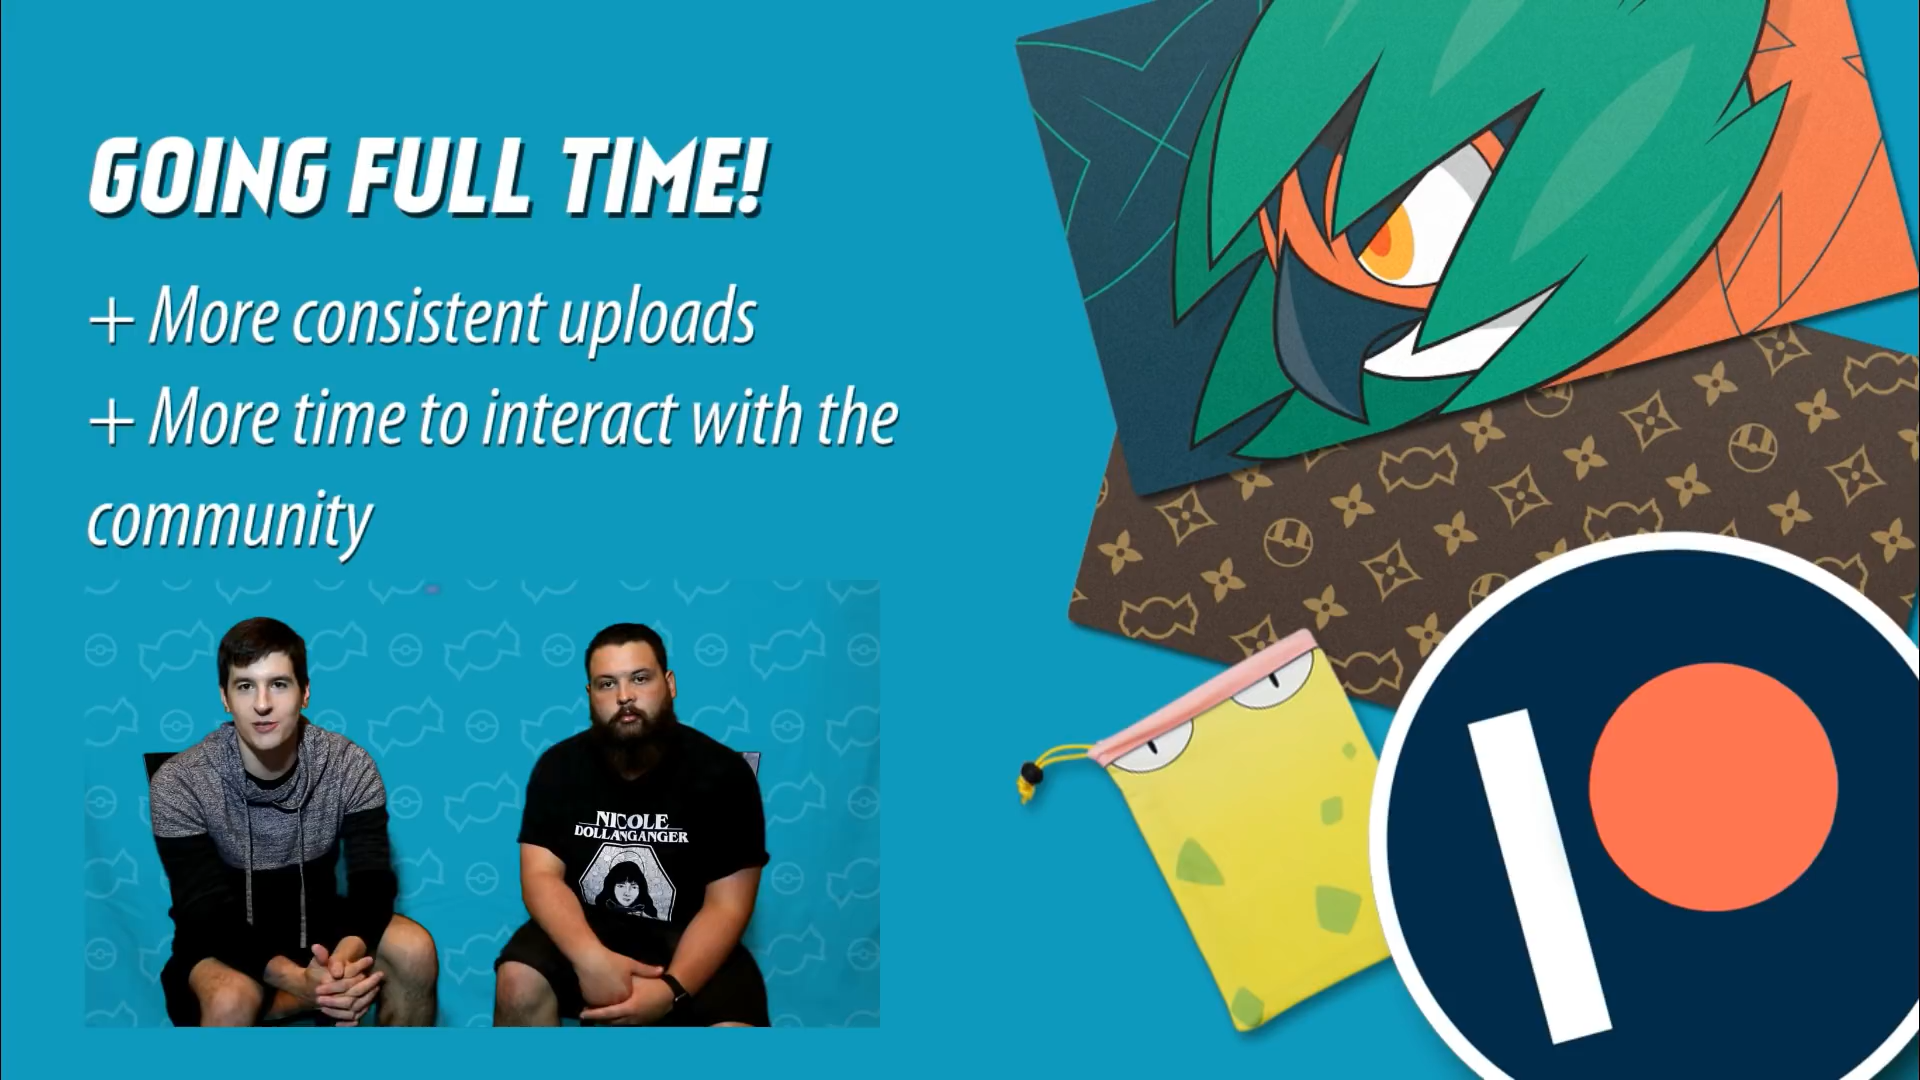 GOING FULL TIME!
+ More consistent uploads
+ More time to interact with the
community
NICOLE
DOLLANGANGER